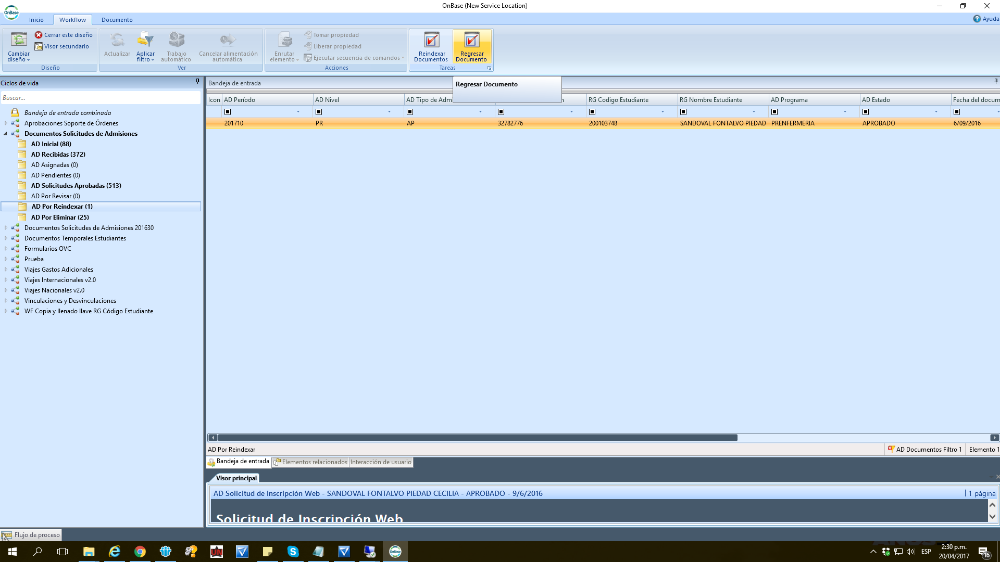 OnBase (New Service Location)
OnBase
Inicio
Workflow
Documento
Ayuda
Cambiar diseño
Cerrar este diseño
Visor secundario
Diseño
Actualizar
Aplicar filtro
Trabajo automático
Cancelar alimentación automática
Ver
Enrutar elemento
Tomar propiedad
Liberar propiedad
Ejecutar secuencia de comandos
Acciones
Reindexar Documentos
Regresar Documento
Tareas
Ciclos de vida
Buscar...
Bandeja de entrada combinada
Aprobaciones Soporte de Órdenes
Documentos Solicitudes de Admisiones
AD Inicial (88)
AD Recibidas (372)
AD Asignadas (0)
AD Pendientes (0)
AD Solicitudes Aprobadas (513)
AD Por Revisar (0)
AD Por Reindexar (1)
AD Por Eliminar (25)
Documentos Solicitudes de Admisiones 201630
Documentos Temporales Estudiantes
Formularios OVC
Prueba
Viajes Gastos Adicionales
Viajes Internacionales v2.0
Viajes Nacionales v2.0
Vinculaciones y Desvinculaciones
WF Copia y llenado llave RG Código Estudiante
Bandeja de entrada
Regresar Documento
Icon AD Período AD Nivel AD Tipo de Adm n RG Codigo Estudiante RG Nombre Estudiante AD Programa AD Estado Fecha del docum
201710 PR AP 32782776 200103748 SANDOVAL FONTALVO PIEDAD PRENFERMERIA APROBADO 6/09/2016
AD Por Reindexar
AD Documentos Filtro 1
Elemento 1
Bandeja de entrada
Elementos relacionados
Interacción de usuario
Visor principal
AD Solicitud de Inscripción Web - SANDOVAL FONTALVO PIEDAD CECILIA - APROBADO - 9/6/2016
1 página
Solicitud de Inscripción Web
Flujo de proceso
UN
OnBase
ESP
2:30 p.m.
20/04/2017
16